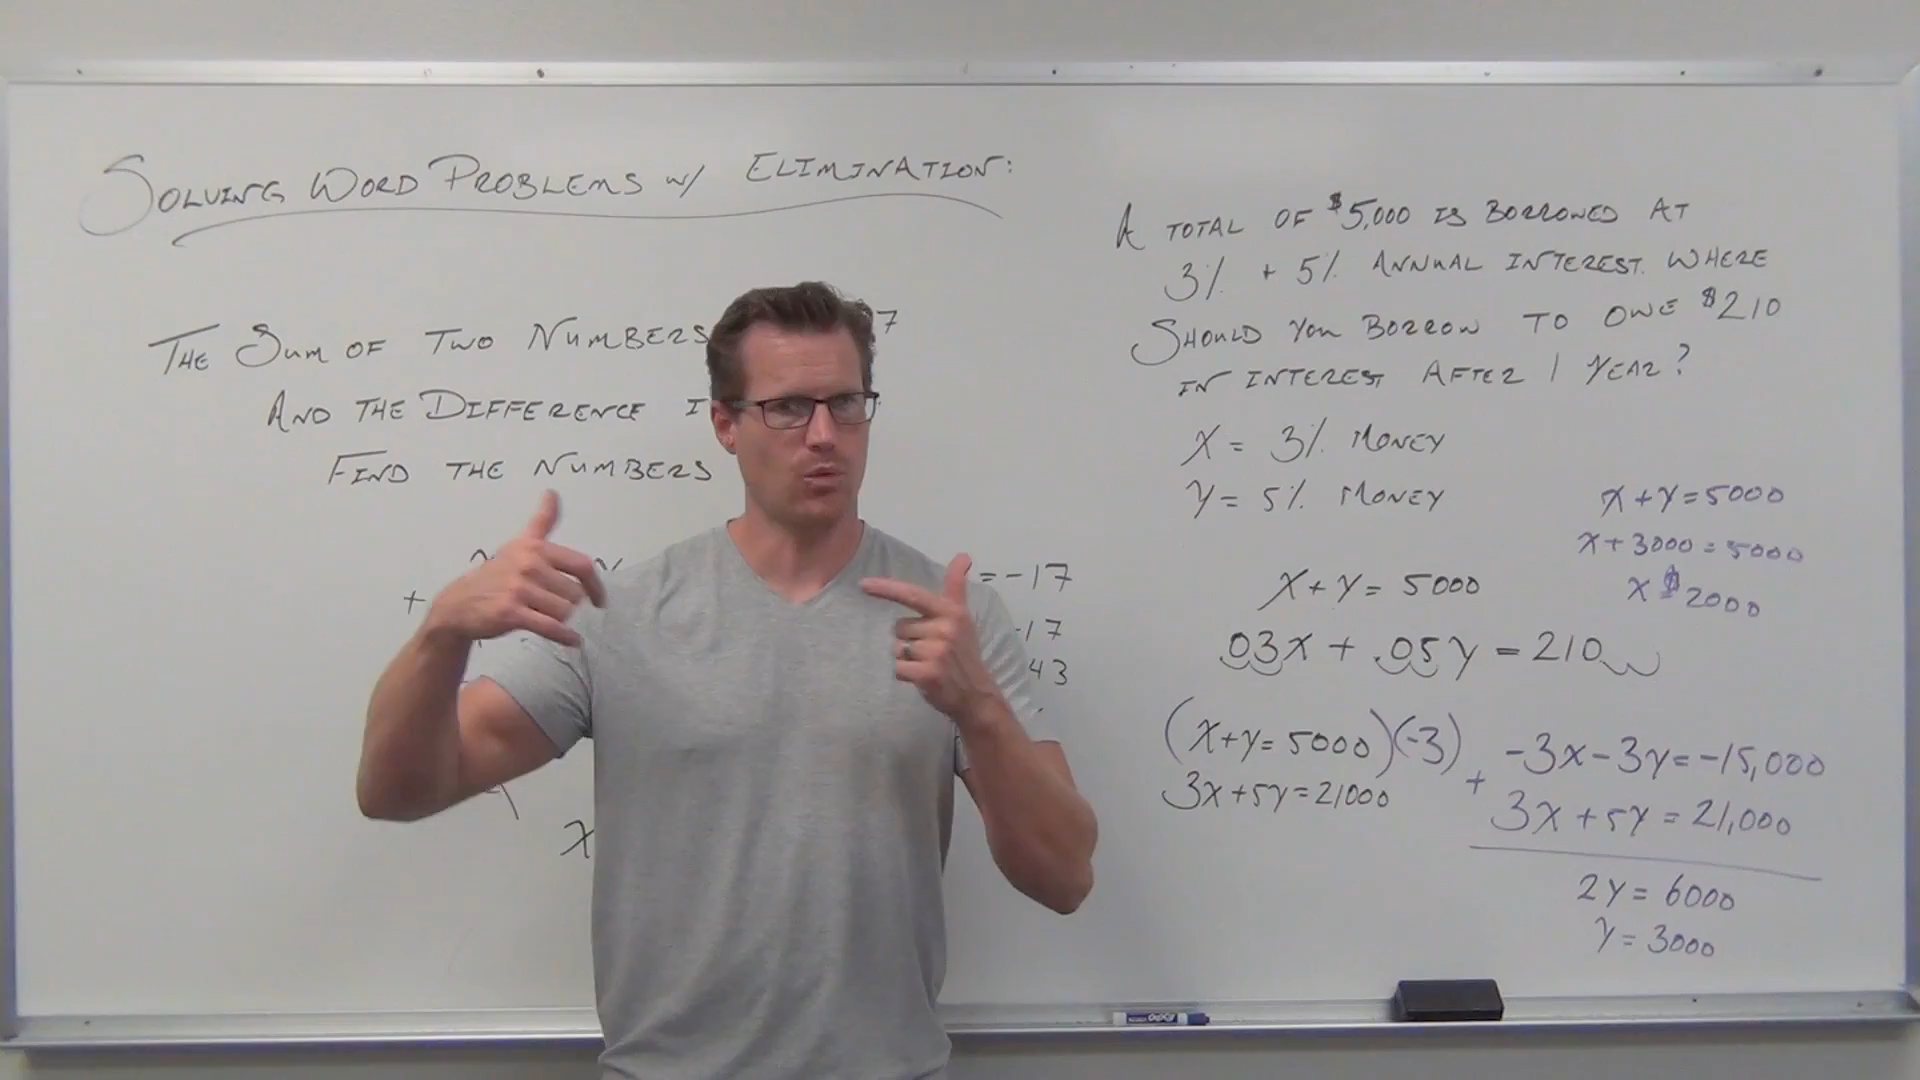 SOLVING WORD PROBLEMS W/ ELIMINATION:
THE SUM OF TWO NUMBERS 7
AND THE DIFFERENCE I
FIND THE NUMBERS
+
= -17
-17
43
X
A TOTAL OF $5,000 IS BORROWED AT
3% + 5% ANNUAL INTEREST. WHERE
SHOULD YOU BORROW TO OWE $210
IN INTEREST AFTER 1 YEAR?
X = 3% MONEY
Y = 5% MONEY
X + Y = 5000
.03X + .05Y = 210
(X+Y=5000)(-3)
3X+5Y=21000
X+Y=5000
X+3000=5000
X $ 2000
-3X-3Y=-15,000
+ 3X+5Y=21,000
2Y=6000
Y=3000
EXPO